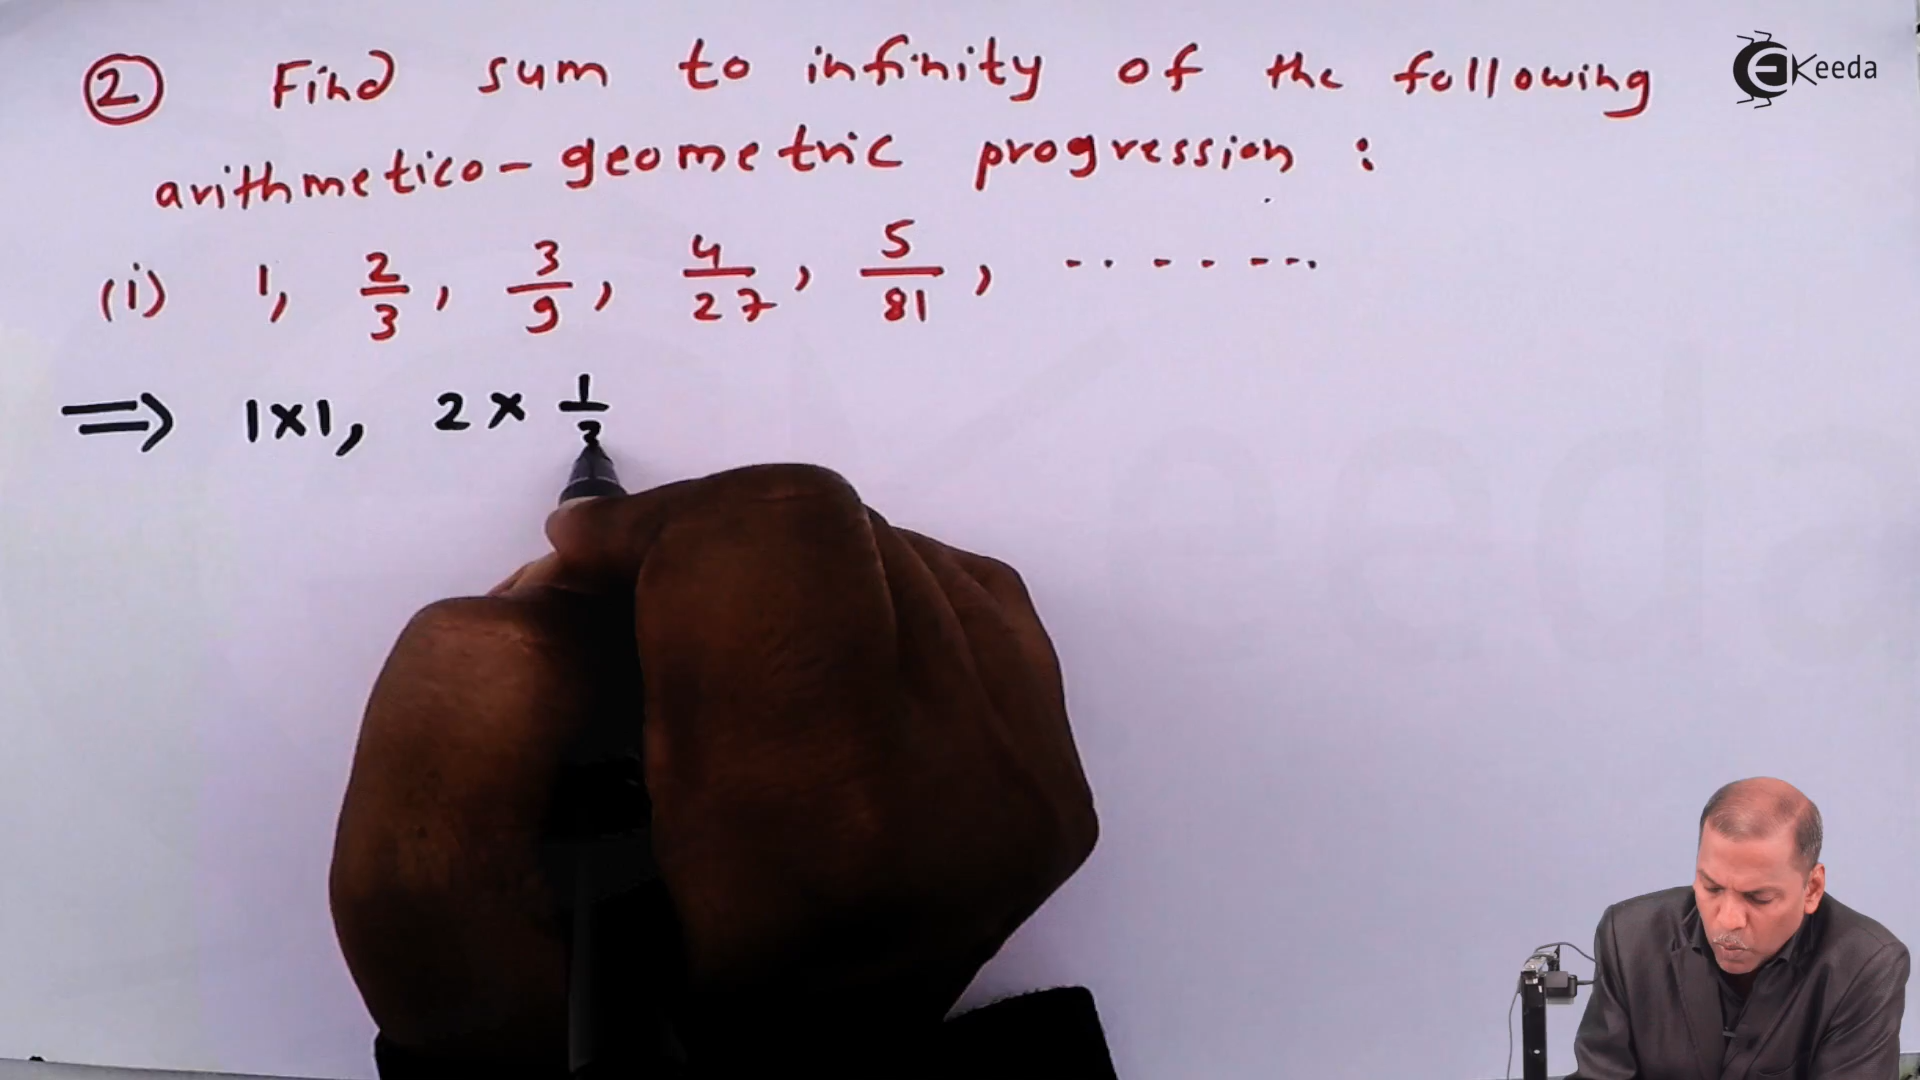 EKeeda
② Find sum to infinity of the following
arithmetico-geometric progression :
(i) 1, 2/3, 3/9, 4/27, 5/81, .......
⇒ 1×1, 2 × 1/3